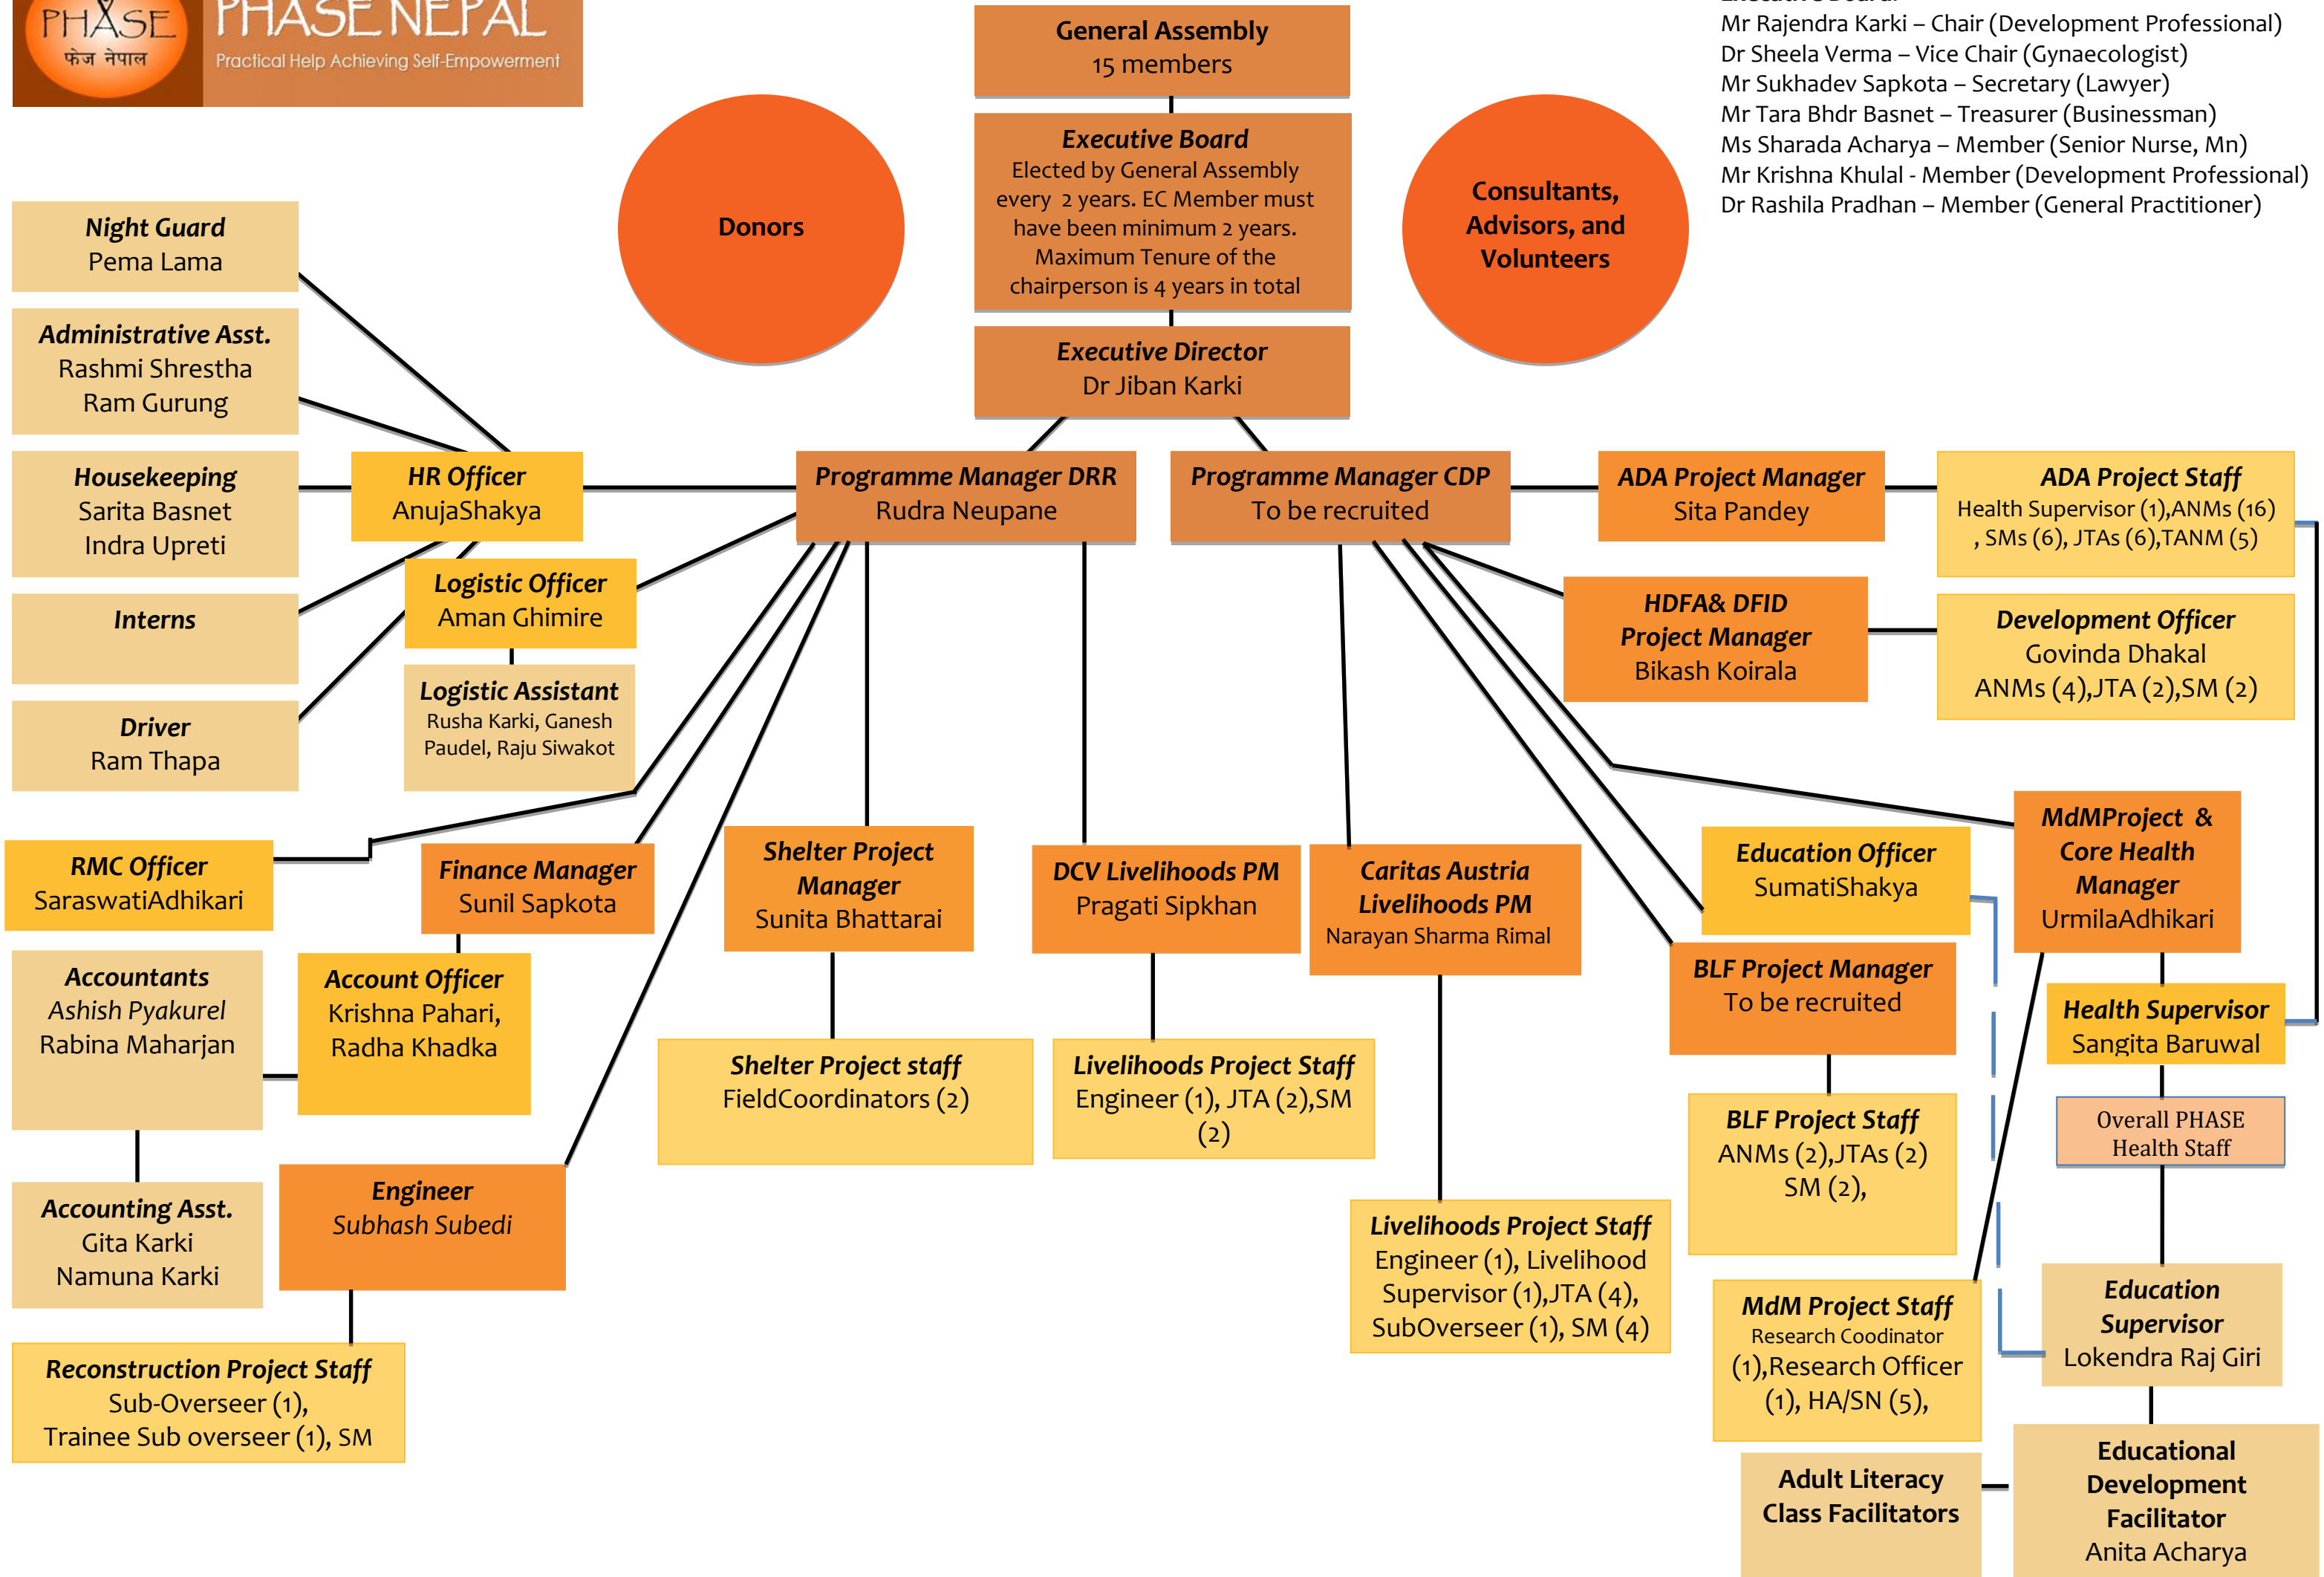 PHASE
फेज नेपाल
PHASE NEPAL
Practical Help Achieving Self-Empowerment
General Assembly
15 members
Executive Board
Elected by General Assembly
every 2 years. EC Member must
have been minimum 2 years.
Maximum Tenure of the
chairperson is 4 years in total
Executive Director
Dr Jiban Karki
Donors
Consultants,
Advisors, and
Volunteers
Executive Board:
Mr Rajendra Karki – Chair (Development Professional)
Dr Sheela Verma – Vice Chair (Gynaecologist)
Mr Sukhadev Sapkota – Secretary (Lawyer)
Mr Tara Bhdr Basnet – Treasurer (Businessman)
Ms Sharada Acharya – Member (Senior Nurse, Mn)
Mr Krishna Khulal - Member (Development Professional)
Dr Rashila Pradhan – Member (General Practitioner)
Night Guard
Pema Lama
Administrative Asst.
Rashmi Shrestha
Ram Gurung
Housekeeping
Sarita Basnet
Indra Upreti
Interns
Driver
Ram Thapa
HR Officer
AnujaShakya
Logistic Officer
Aman Ghimire
Logistic Assistant
Rusha Karki, Ganesh
Paudel, Raju Siwakot
Programme Manager DRR
Rudra Neupane
Programme Manager CDP
To be recruited
ADA Project Manager
Sita Pandey
ADA Project Staff
Health Supervisor (1),ANMs (16)
, SMs (6), JTAs (6),TANM (5)
HDFA& DFID
Project Manager
Bikash Koirala
Development Officer
Govinda Dhakal
ANMs (4),JTA (2),SM (2)
RMC Officer
SaraswatiAdhikari
Finance Manager
Sunil Sapkota
Accountants
Ashish Pyakurel
Rabina Maharjan
Account Officer
Krishna Pahari,
Radha Khadka
Accounting Asst.
Gita Karki
Namuna Karki
Engineer
Subhash Subedi
Reconstruction Project Staff
Sub-Overseer (1),
Trainee Sub overseer (1), SM
Shelter Project
Manager
Sunita Bhattarai
Shelter Project staff
FieldCoordinators (2)
DCV Livelihoods PM
Pragati Sipkhan
Livelihoods Project Staff
Engineer (1), JTA (2),SM
(2)
Caritas Austria
Livelihoods PM
Narayan Sharma Rimal
Livelihoods Project Staff
Engineer (1), Livelihood
Supervisor (1),JTA (4),
SubOverseer (1), SM (4)
Education Officer
SumatiShakya
BLF Project Manager
To be recruited
BLF Project Staff
ANMs (2),JTAs (2)
SM (2),
MdMProject &
Core Health
Manager
UrmilaAdhikari
Health Supervisor
Sangita Baruwal
Overall PHASE
Health Staff
MdM Project Staff
Research Coodinator
(1),Research Officer
(1), HA/SN (5),
Education
Supervisor
Lokendra Raj Giri
Adult Literacy
Class Facilitators
Educational
Development
Facilitator
Anita Acharya